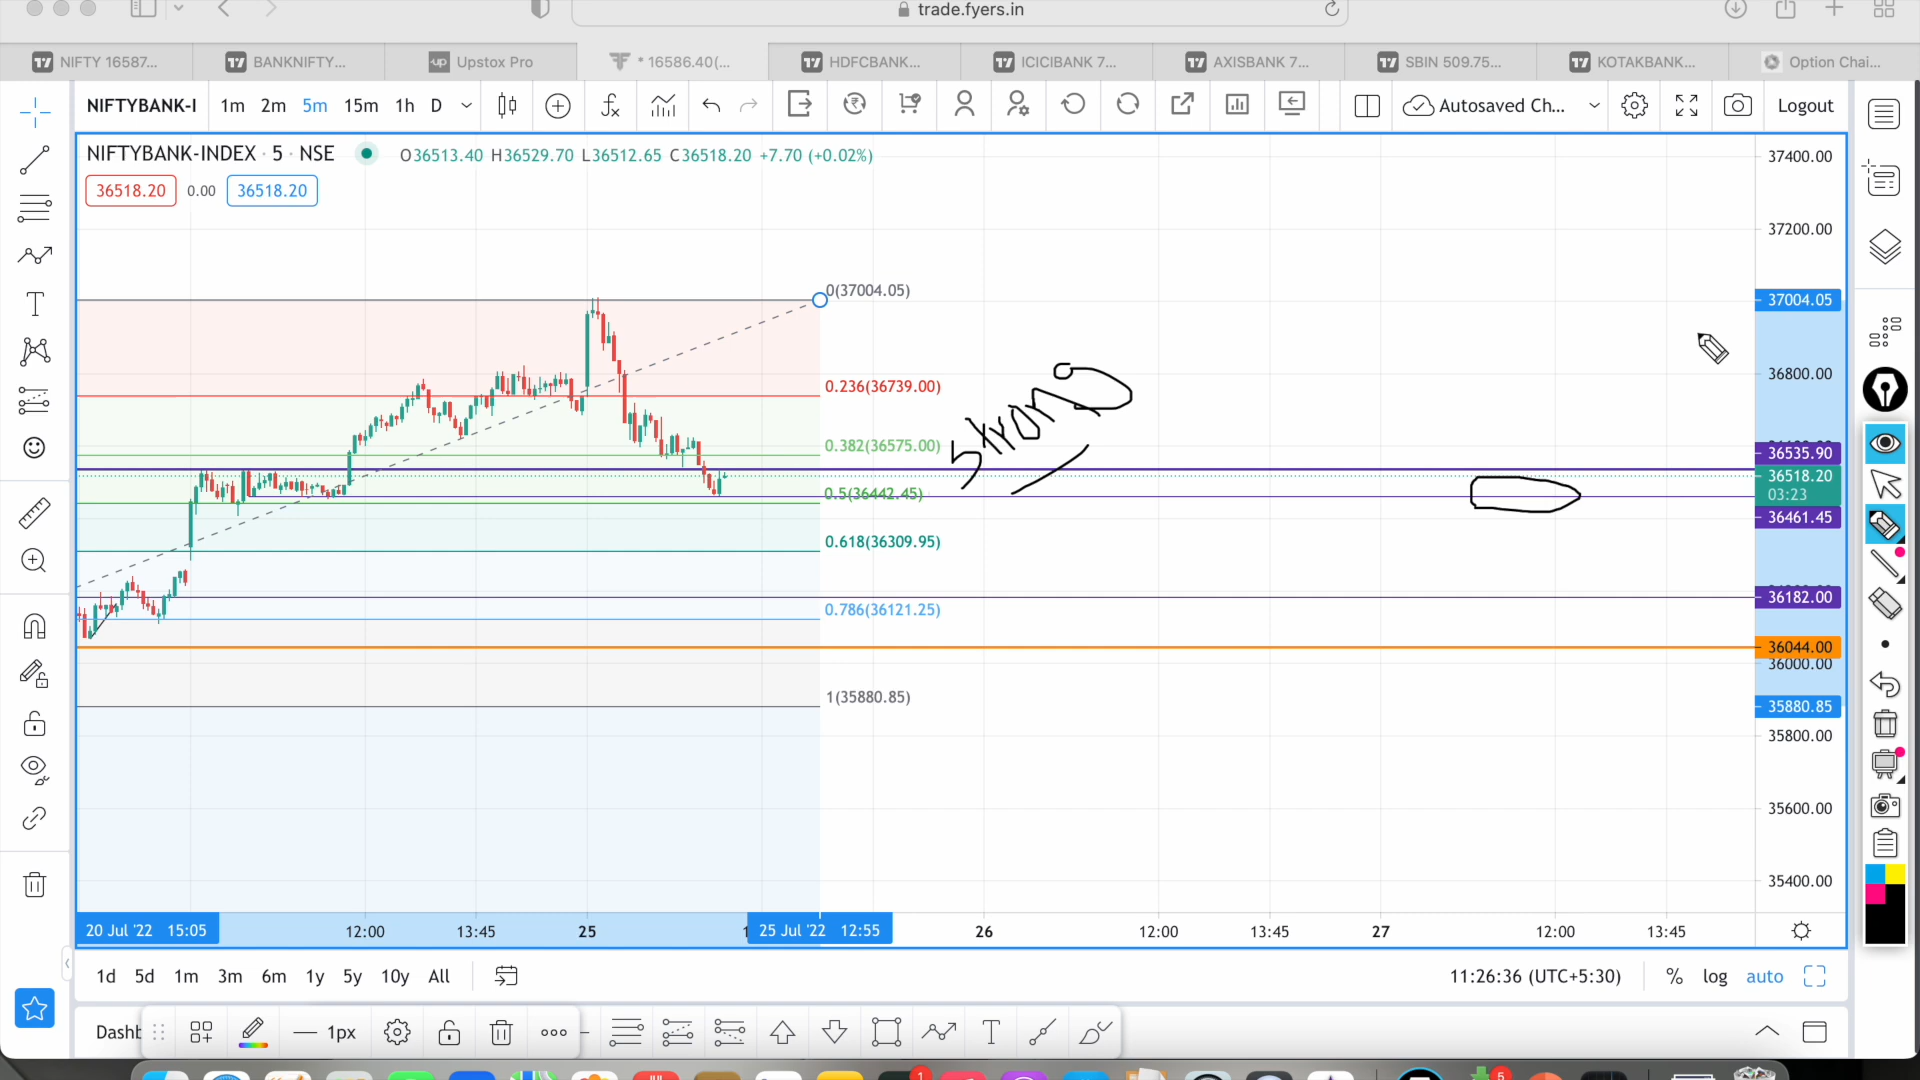 trade.fyers.in
NIFTY 16587... BANKNIFTY... Upstox Pro * 16586.40(... HDFCBANK... ICICIBANK 7... AXISBANK 7... SBIN 509.75... KOTAKBANK... Option Chai...
NIFTYBANK-I 1m 2m 5m 15m 1h D Autosaved Ch... Logout
NIFTYBANK-INDEX · 5 · NSE O36513.40 H36529.70 L36512.65 C36518.20 +7.70 (+0.02%)
36518.20 0.00 36518.20
37400.00
37200.00
0(37004.05) 37004.05
36800.00
0.236(36739.00)
strong
0.382(36575.00)
36535.90
36518.20
03:23
0.5(36442.45)
36461.45
0.618(36309.95)
36182.00
0.786(36121.25)
36044.00
36000.00
1(35880.85) 35880.85
35800.00
35600.00
35400.00
20 Jul '22 15:05 12:00 13:45 25 25 Jul '22 12:55 26 12:00 13:45 27 12:00 13:45
1d 5d 1m 3m 6m 1y 5y 10y All 11:26:36 (UTC+5:30) % log auto
Dashb 1px
1 5